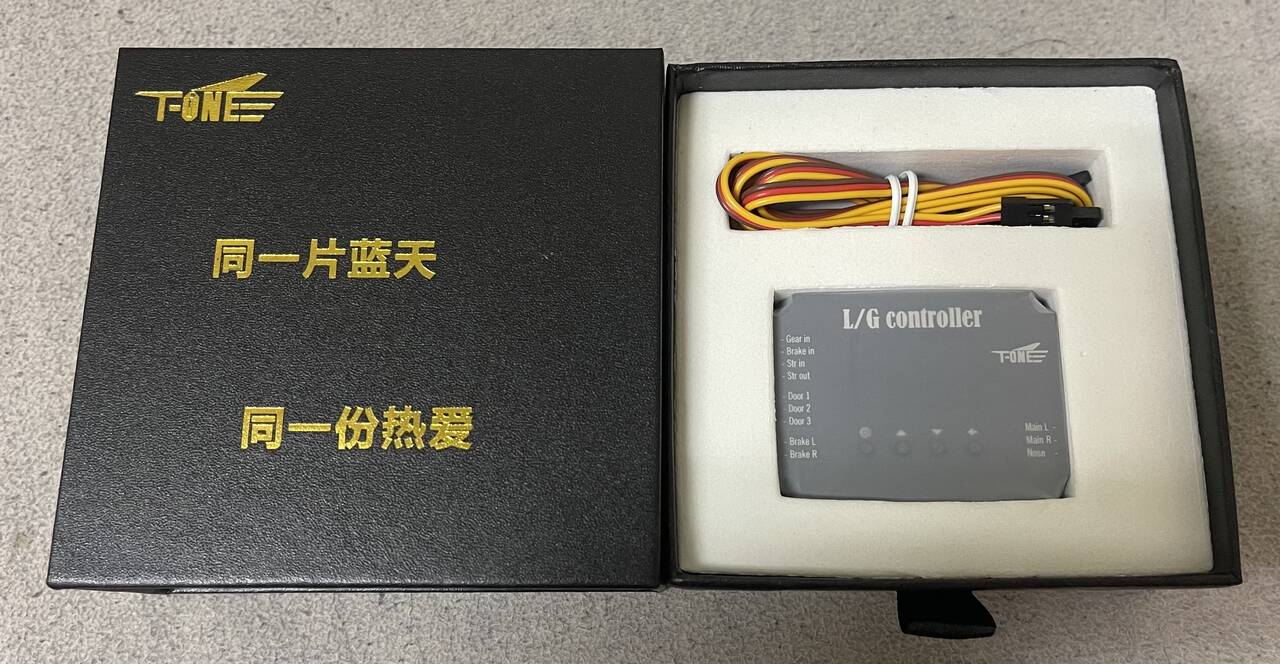 T-ONE
同一片蓝天
同一份热爱
L/G controller
T-ONE
- Gear in
- Brake in
- Str in
- Str out
- Door 1
- Door 2
- Door 3
- Brake L
- Brake R
Main L -
Main R -
Nose -